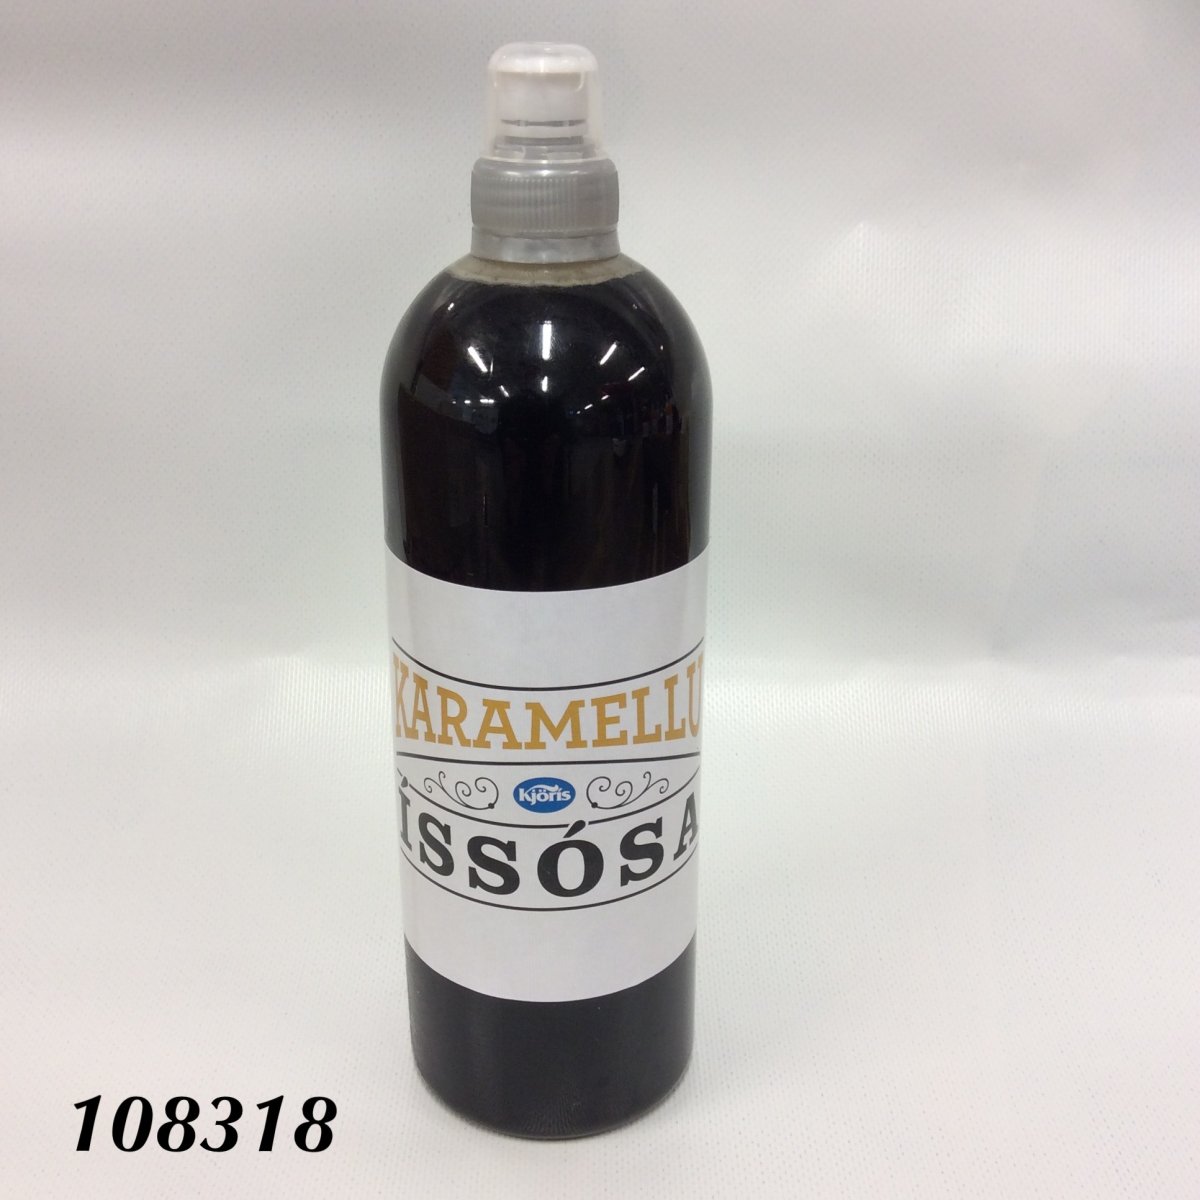 KARAMELLU
Kjörís
ÍSSÓSA
108318